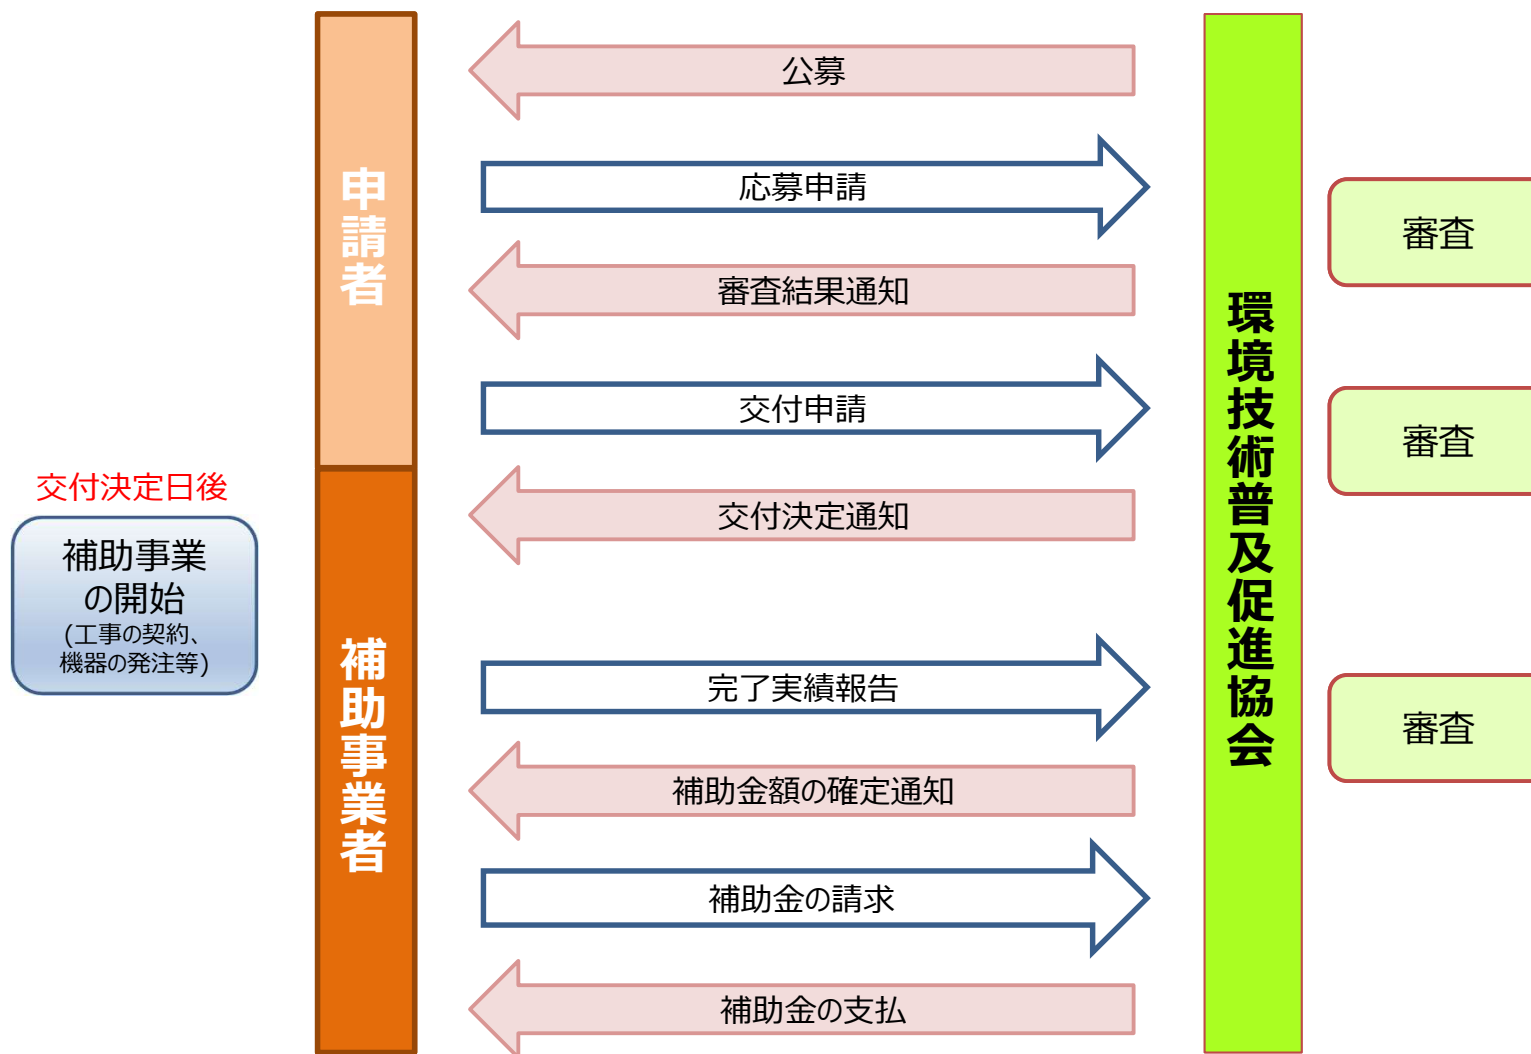 公募
応募申請
審査
審査結果通知
申請者
交付申請
審査
交付決定日後
補助事業
の開始
(工事の契約、
機器の発注等)
交付決定通知
環境技術普及促進協会
補助事業者
完了実績報告
審査
補助金額の確定通知
補助金の請求
補助金の支払